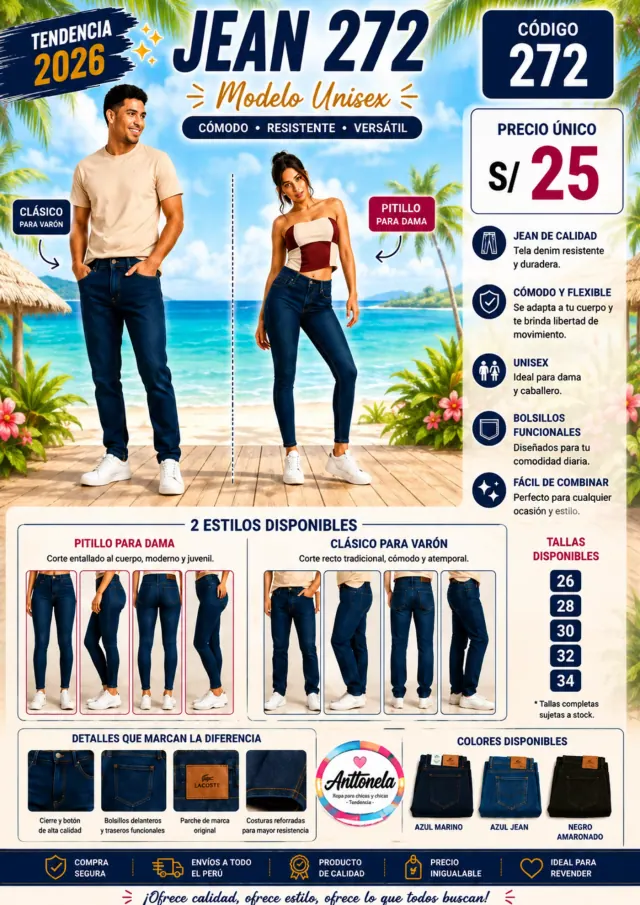 TENDENCIA
2026
JEAN 272
Modelo Unisex
CÓMODO • RESISTENTE • VERSÁTIL
CÓDIGO
272
PRECIO ÚNICO
S/ 25
CLÁSICO
PARA VARÓN
PITILLO
PARA DAMA
JEAN DE CALIDAD
Tela denim resistente
y duradera.
CÓMODO Y FLEXIBLE
Se adapta a tu cuerpo y
te brinda libertad de
movimiento.
UNISEX
Ideal para dama
y caballero.
BOLSILLOS
FUNCIONALES
Diseñados para tu
comodidad diaria.
FÁCIL DE COMBINAR
Perfecto para cualquier
ocasión y estilo.
2 ESTILOS DISPONIBLES
PITILLO PARA DAMA
Corte entallado al cuerpo, moderno y juvenil.
CLÁSICO PARA VARÓN
Corte recto tradicional, cómodo y atemporal.
TALLAS
DISPONIBLES
26
28
30
32
34
* Tallas completas
sujetas a stock.
DETALLES QUE MARCAN LA DIFERENCIA
LACOSTE
Cierre y botón
de alta calidad
Bolsillos delanteros
y traseros funcionales
Parche de marca
original
Costuras reforradas
para mayor resistencia
Anttonela
Ropa para chicas y chicos
- Tendencia -
COLORES DISPONIBLES
AZUL MARINO
AZUL JEAN
NEGRO
AMARONADO
COMPRA
SEGURA
ENVÍOS A TODO
EL PERÚ
PRODUCTO
DE CALIDAD
PRECIO
INIGUALABLE
IDEAL PARA
REVENDER
¡Ofrece calidad, ofrece estilo, ofrece lo que todos buscan!